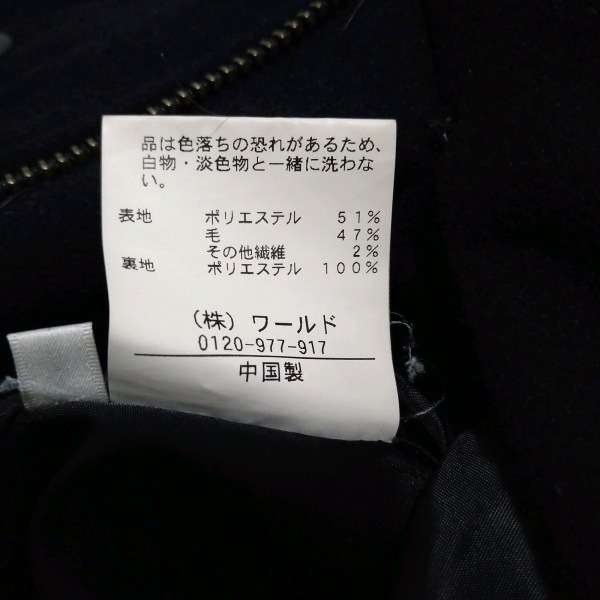 品は色落ちの恐れがあるため、
白物・淡色物と一緒に洗わな
い。
表地 ポリエステル 51%
毛 47%
その他繊維 2%
裏地 ポリエステル 100%
(株) ワールド
0120-977-917
中国製